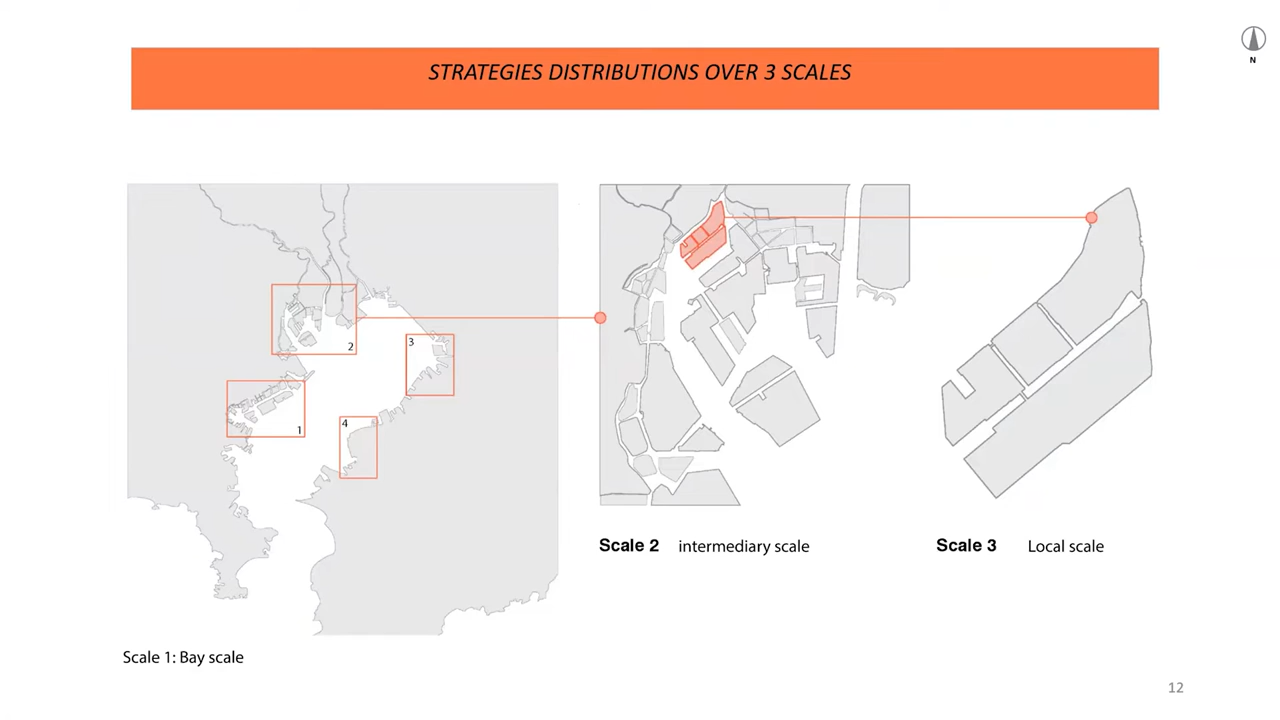 N
STRATEGIES DISTRIBUTIONS OVER 3 SCALES
2
3
1
4
Scale 2 intermediary scale
Scale 3 Local scale
Scale 1: Bay scale
12